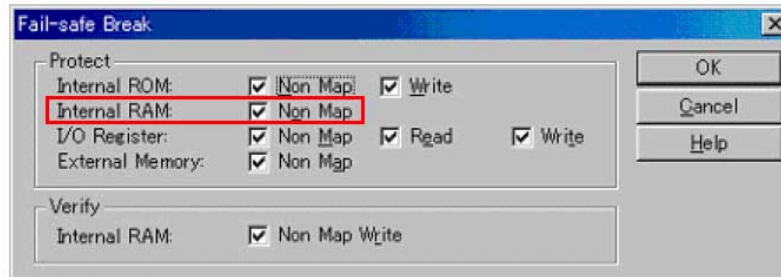 Fail-safe Break
Protect
Internal ROM: Non Map Write
Internal RAM: Non Map
I/O Register: Non Map Read Write
External Memory: Non Map
Verify
Internal RAM: Non Map Write
OK
Cancel
Help